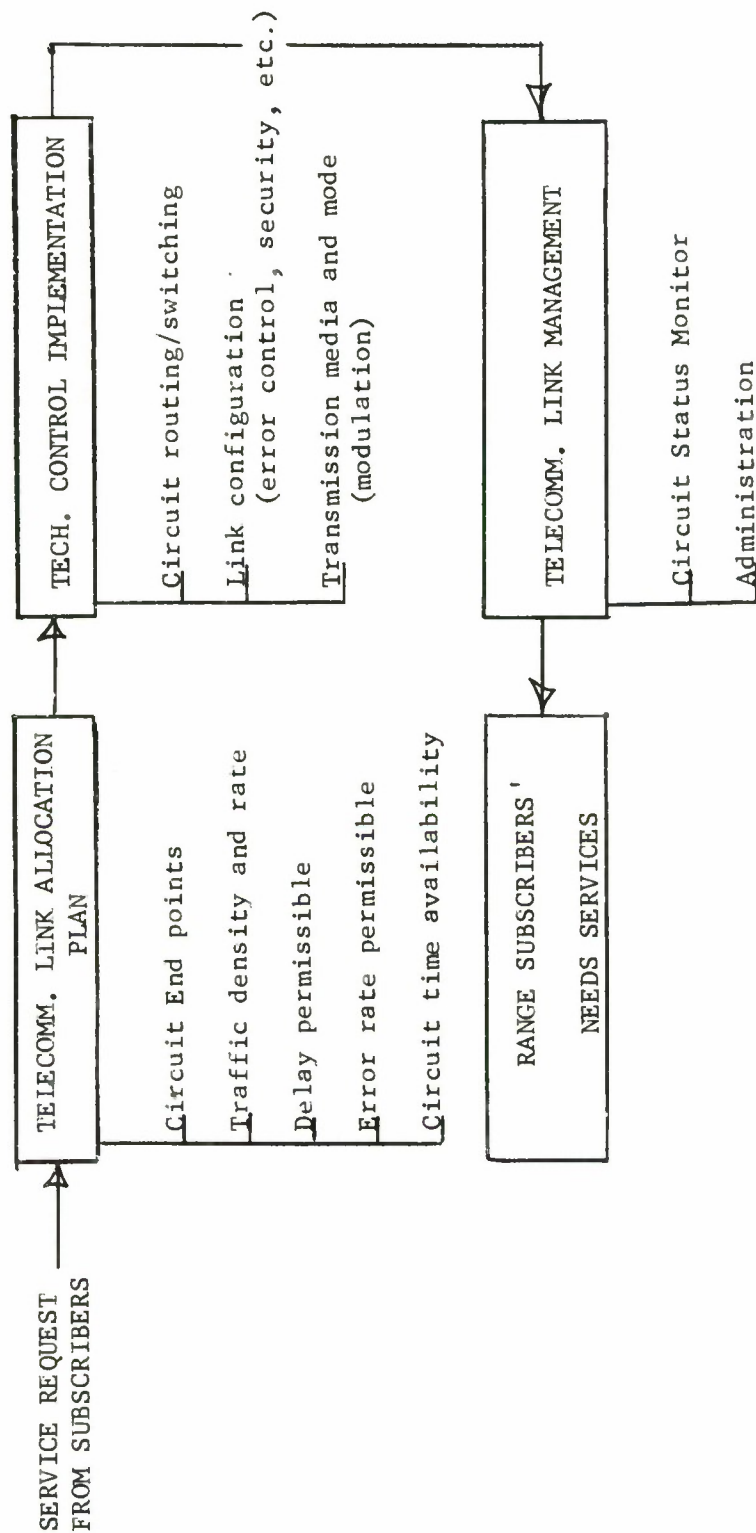 SERVICE REQUEST
FROM SUBSCRIBERS
TELECOMM. LINK ALLOCATION
PLAN
Circuit End points
Traffic density and rate
Delay permissible
Error rate permissible
Circuit time availability
TECH. CONTROL IMPLEMENTATION
Circuit routing/switching
Link configuration
(error control, security, etc.)
Transmission media and mode
(modulation)
TELECOMM. LINK MANAGEMENT
Circuit Status Monitor
Administration
RANGE SUBSCRIBERS'
NEEDS SERVICES